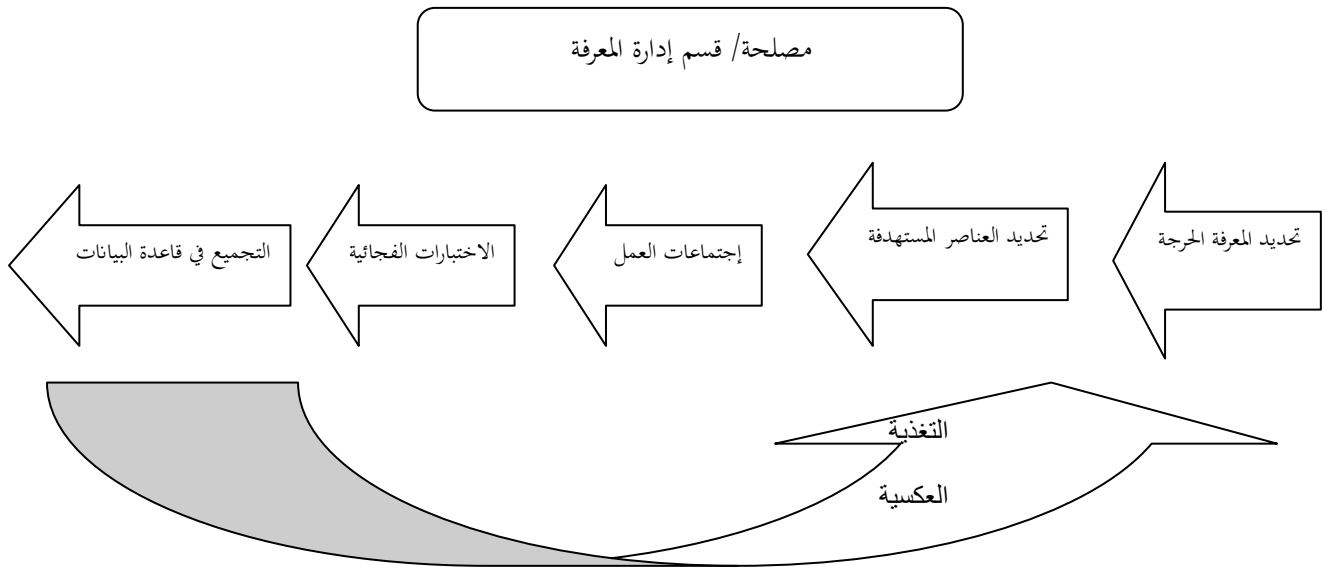 مصلحة/ قسم إدارة المعرفة
تحديد المعرفة الحرجة
تحديد العناصر المستهدفة
إجتماعات العمل
الاختبارات الفجائية
التجميع في قاعدة البيانات
التغذية
العكسية